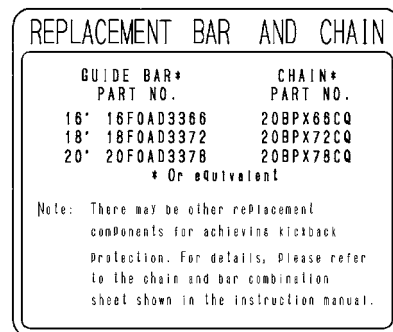 REPLACEMENT BAR AND CHAIN
GUIDE BAR* CHAIN*
PART NO. PART NO.
16" 16F0AD3366 20BPX66CQ
18" 18F0AD3372 20BPX72CQ
20" 20F0AD3378 20BPX78CQ
* Or equivalent
Note: There may be other replacement
components for achieving kickback
Protection. For details, Please refer
to the chain and bar combination
sheet shown in the instruction manual.